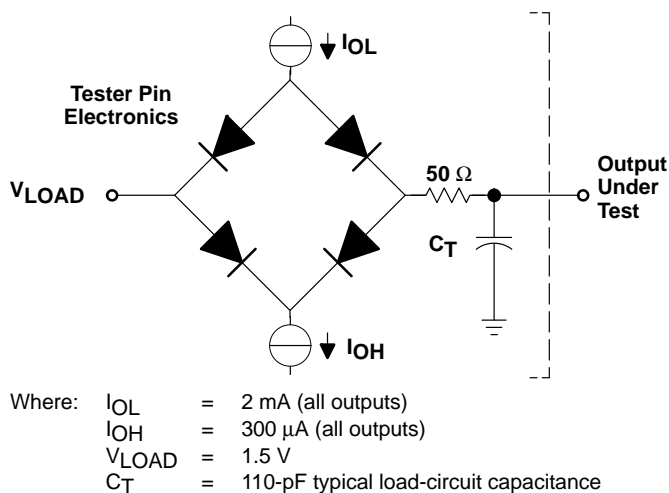 IOL
Tester Pin
Electronics
VLOAD
50 Ω
CT
Output
Under
Test
IOH
Where: IOL = 2 mA (all outputs)
IOH = 300 μA (all outputs)
VLOAD = 1.5 V
CT = 110-pF typical load-circuit capacitance